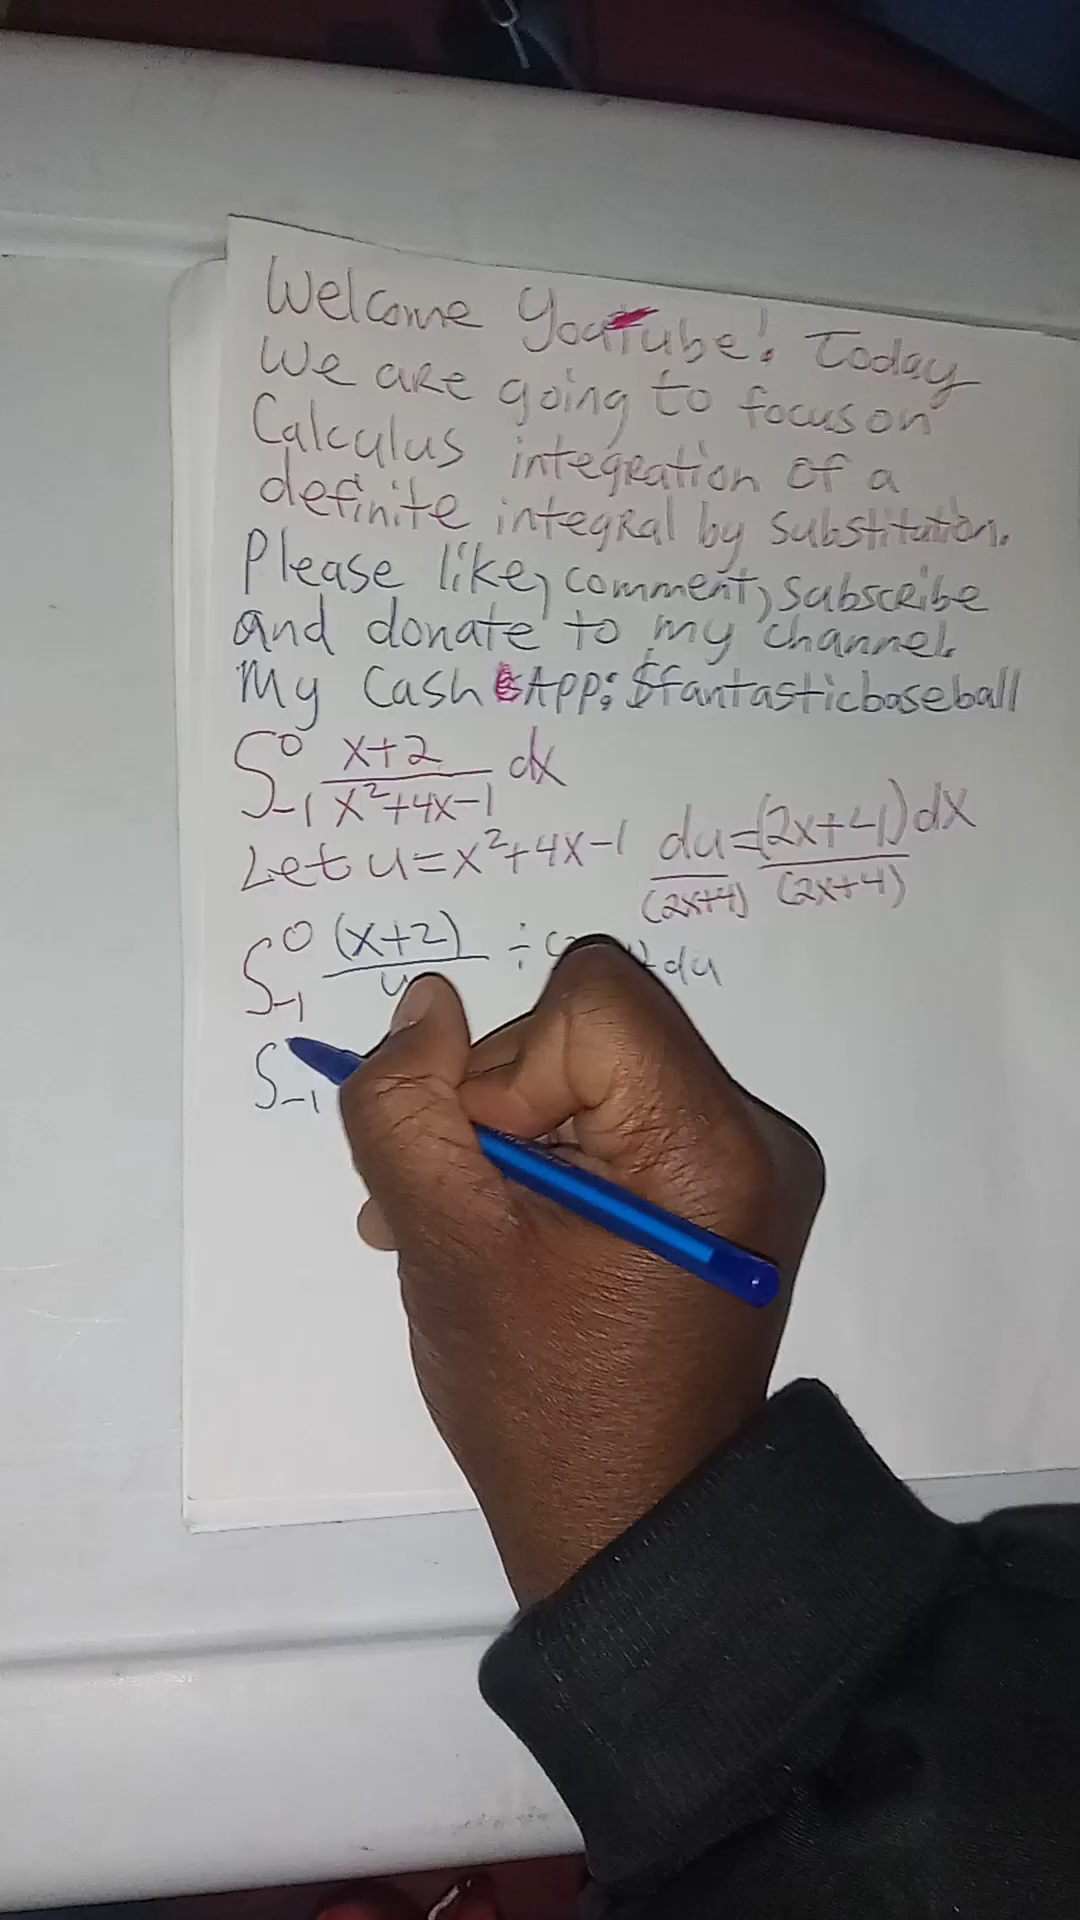 Welcome YouTube! Today
we are going to focus on
Calculus integration of a
definite integral by substitution.
Please like, comment, subscribe
and donate to my channel.
My Cash App: $fantasticbaseball
∫₋₁⁰ (x+2)/(x²+4x-1) dx
Let u=x²+4x-1 du/(2x+4)=(2x+4)dx/(2x+4)
∫₋₁⁰ (x+2)/u ÷ du
∫₋₁